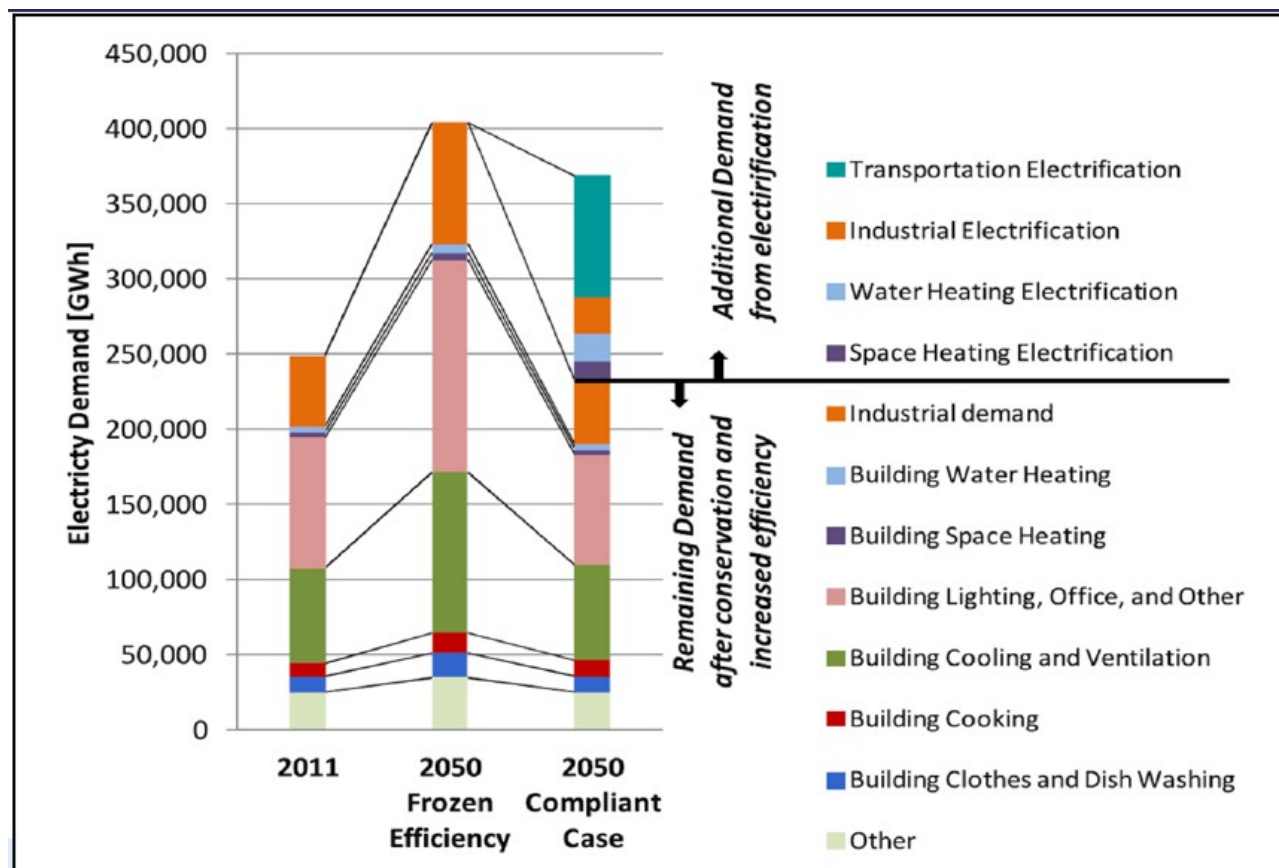 450,000
400,000
350,000
300,000
250,000
200,000
150,000
100,000
50,000
0
Electricty Demand [GWh]
2011
2050
Frozen
Efficiency
2050
Compliant
Case
Additional Demand
from electirification
Remaining Demand
after conservation and
increased efficiency
Transportation Electrification
Industrial Electrification
Water Heating Electrification
Space Heating Electrification
Industrial demand
Building Water Heating
Building Space Heating
Building Lighting, Office, and Other
Building Cooling and Ventilation
Building Cooking
Building Clothes and Dish Washing
Other